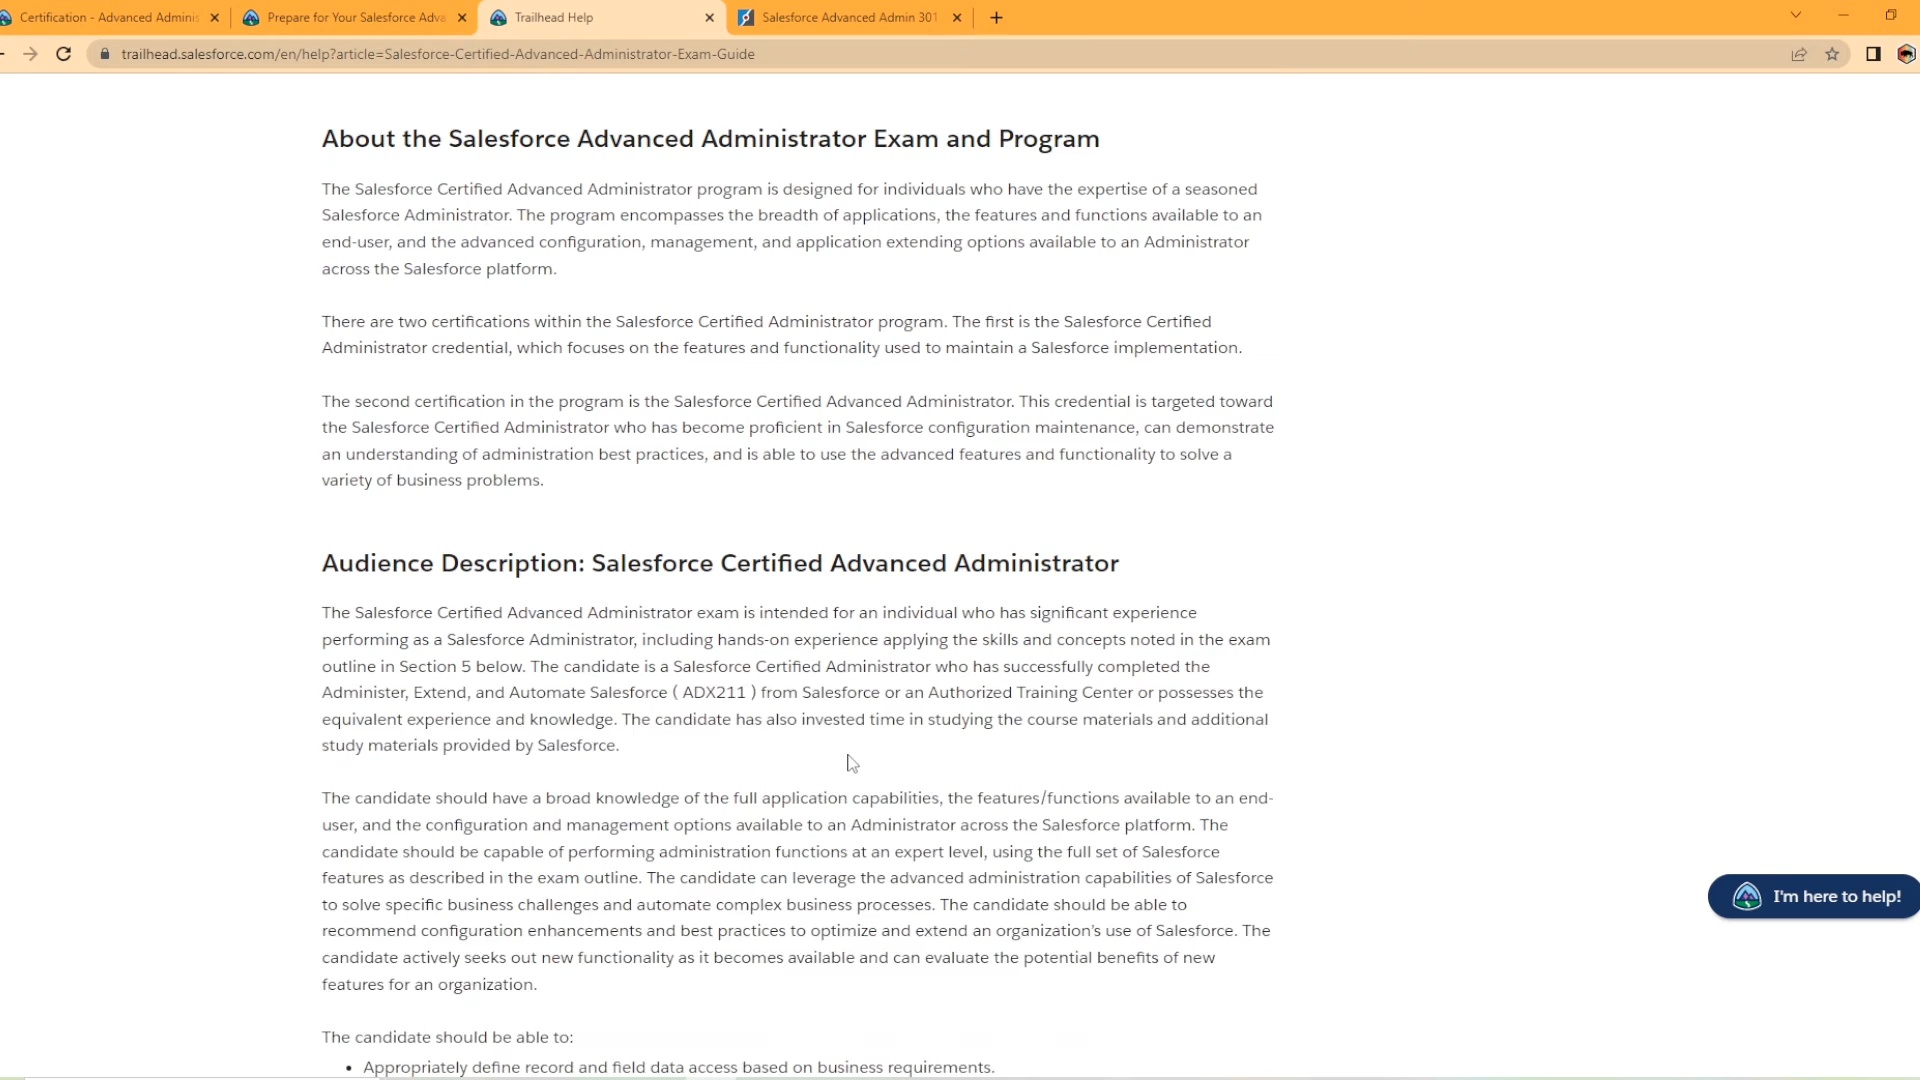 Certification - Advanced Adminis
Prepare for Your Salesforce Adva
Trailhead Help
Salesforce Advanced Admin 301
trailhead.salesforce.com/en/help?article=Salesforce-Certified-Advanced-Administrator-Exam-Guide
About the Salesforce Advanced Administrator Exam and Program
The Salesforce Certified Advanced Administrator program is designed for individuals who have the expertise of a seasoned
Salesforce Administrator. The program encompasses the breadth of applications, the features and functions available to an
end-user, and the advanced configuration, management, and application extending options available to an Administrator
across the Salesforce platform.
There are two certifications within the Salesforce Certified Administrator program. The first is the Salesforce Certified
Administrator credential, which focuses on the features and functionality used to maintain a Salesforce implementation.
The second certification in the program is the Salesforce Certified Advanced Administrator. This credential is targeted toward
the Salesforce Certified Administrator who has become proficient in Salesforce configuration maintenance, can demonstrate
an understanding of administration best practices, and is able to use the advanced features and functionality to solve a
variety of business problems.
Audience Description: Salesforce Certified Advanced Administrator
The Salesforce Certified Advanced Administrator exam is intended for an individual who has significant experience
performing as a Salesforce Administrator, including hands-on experience applying the skills and concepts noted in the exam
outline in Section 5 below. The candidate is a Salesforce Certified Administrator who has successfully completed the
Administer, Extend, and Automate Salesforce ( ADX211 ) from Salesforce or an Authorized Training Center or possesses the
equivalent experience and knowledge. The candidate has also invested time in studying the course materials and additional
study materials provided by Salesforce.
The candidate should have a broad knowledge of the full application capabilities, the features/functions available to an end-
user, and the configuration and management options available to an Administrator across the Salesforce platform. The
candidate should be capable of performing administration functions at an expert level, using the full set of Salesforce
features as described in the exam outline. The candidate can leverage the advanced administration capabilities of Salesforce
to solve specific business challenges and automate complex business processes. The candidate should be able to
recommend configuration enhancements and best practices to optimize and extend an organization's use of Salesforce. The
candidate actively seeks out new functionality as it becomes available and can evaluate the potential benefits of new
features for an organization.
I'm here to help!
The candidate should be able to:
• Appropriately define record and field data access based on business requirements.